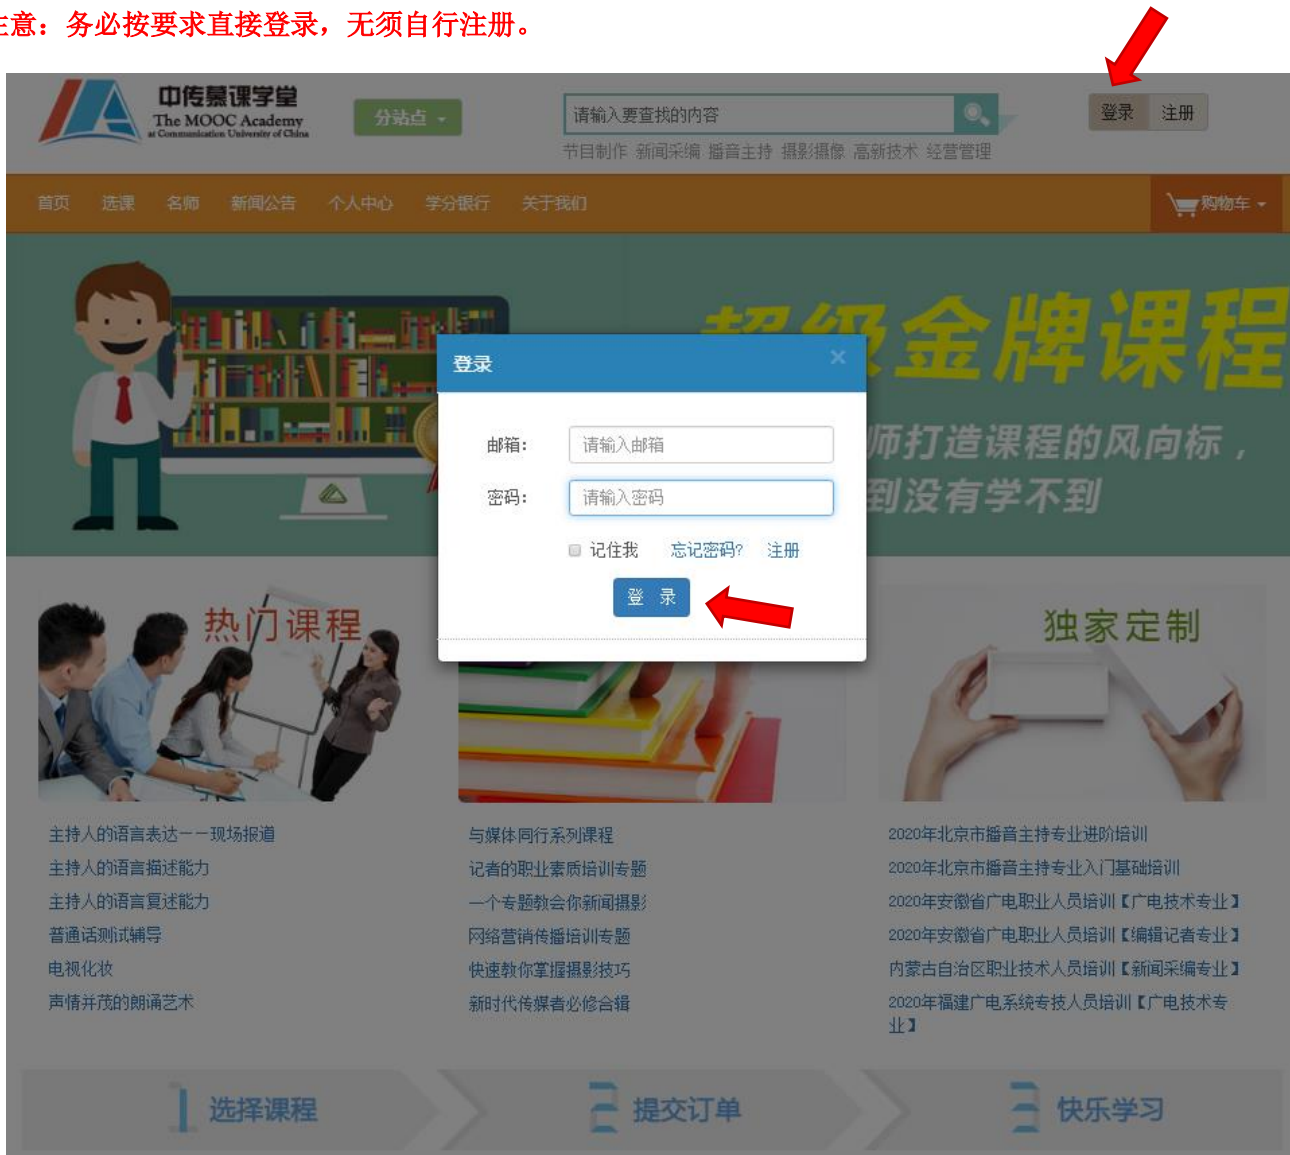 注意：务必按要求直接登录，无须自行注册。
中传慕课学堂
The MOOC Academy
at Communication University of China
分站点
请输入要查找的内容
登录 注册
节目制作 新闻采编 播音主持 摄影摄像 高新技术 经营管理
首页 选课 名师 新闻公告 个人中心 学分银行 关于我们 购物车
超级金牌课程
师打造课程的风向标，
到没有学不到
登录 ×
邮箱： 请输入邮箱
密码： 请输入密码
记住我 忘记密码? 注册
登 录
热门课程
独家定制
主持人的语言表达——现场报道
主持人的语言描述能力
主持人的语言复述能力
普通话测试辅导
电视化妆
声情并茂的朗诵艺术
与媒体同行系列课程
记者的职业素质培训专题
一个专题教会你新闻摄影
网络营销传播培训专题
快速教你掌握摄影技巧
新时代传媒者必修合辑
2020年北京市播音主持专业进阶培训
2020年北京市播音主持专业入门基础培训
2020年安徽省广电职业人员培训【广电技术专业】
2020年安徽省广电职业人员培训【编辑记者专业】
内蒙古自治区职业技术人员培训【新闻采编专业】
2020年福建广电系统专技人员培训【广电技术专
业】
1 选择课程
2 提交订单
3 快乐学习